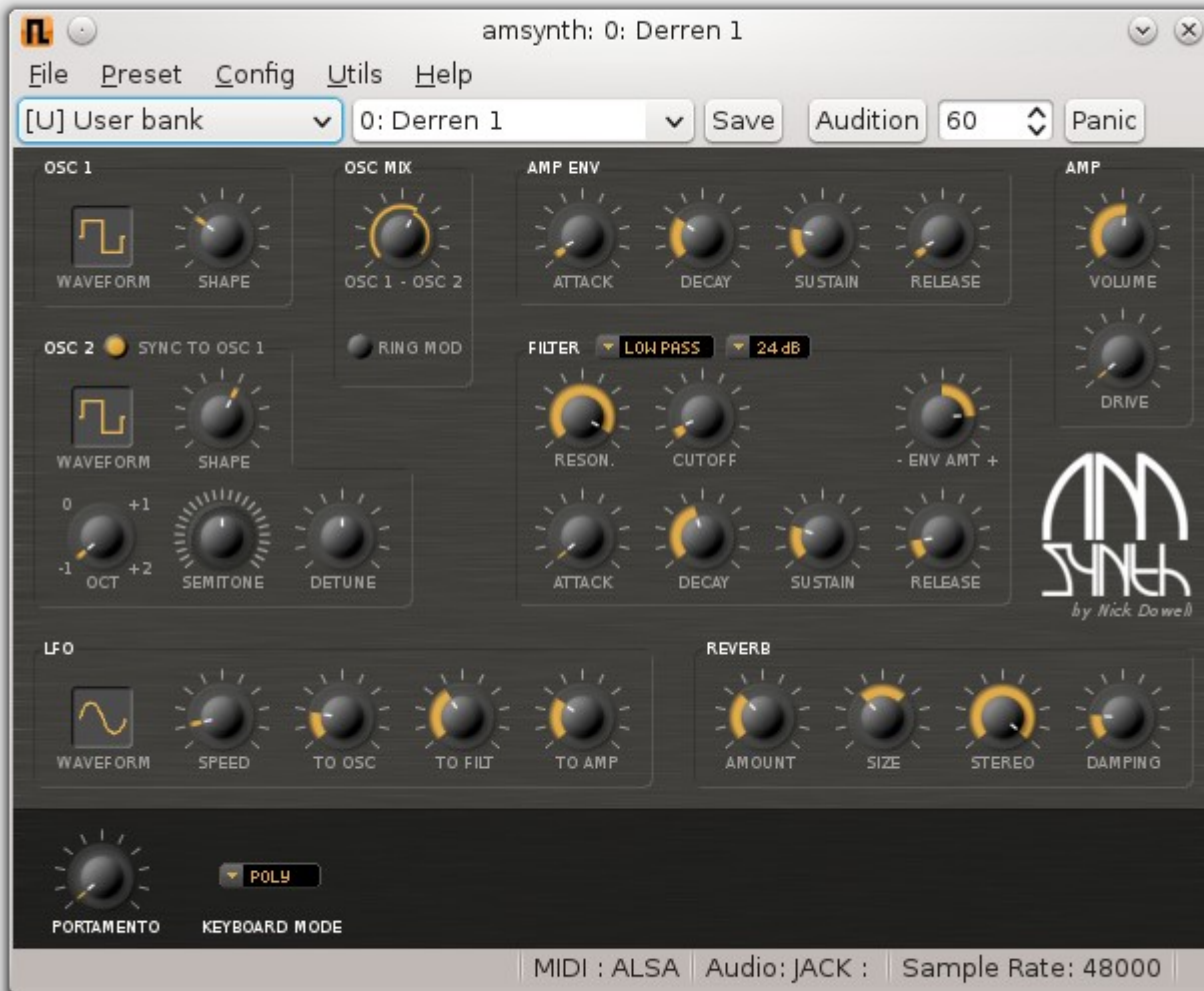 amsynth: 0: Derren 1
File Preset Config Utils Help
[U] User bank 0: Derren 1 Save Audition 60 Panic
OSC 1 OSC MIX AMP ENV AMP
WAVEFORM SHAPE OSC 1 - OSC 2 ATTACK DECAY SUSTAIN RELEASE VOLUME
OSC 2 SYNC TO OSC 1 RING MOD FILTER LOW PASS 24 dB
DRIVE
WAVEFORM SHAPE RESON. CUTOFF - ENV AMT +
0 +1
-1 +2
OCT SEMITONE DETUNE ATTACK DECAY SUSTAIN RELEASE
AM
SYNTH
by Nick Dowell
LFO REVERB
WAVEFORM SPEED TO OSC TO FILT TO AMP AMOUNT SIZE STEREO DAMPING
POLY
PORTAMENTO KEYBOARD MODE
MIDI : ALSA Audio: JACK : Sample Rate: 48000